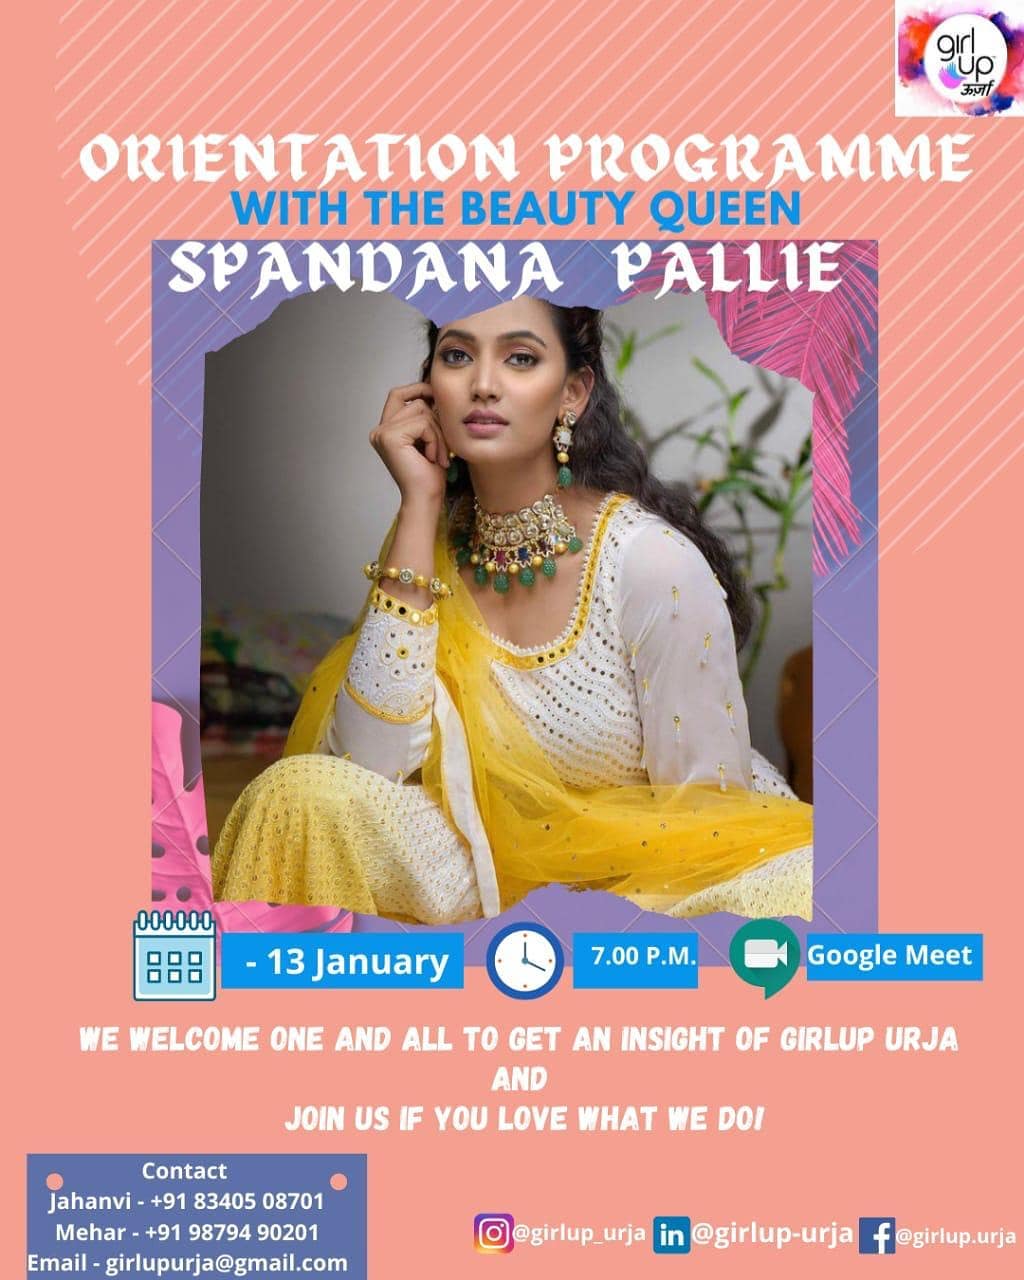 girl
up
ऊर्जा
ORIENTATION PROGRAMME
WITH THE BEAUTY QUEEN
SPANDANA PALLIE
- 13 January
7.00 P.M.
Google Meet
WE WELCOME ONE AND ALL TO GET AN INSIGHT OF GIRLUP URJA
AND
JOIN US IF YOU LOVE WHAT WE DO!
Contact
Jahanvi - +91 83405 08701
Mehar - +91 98794 90201
Email - girlupurja@gmail.com
@girlup_urja in @girlup-urja f @girlup.urja